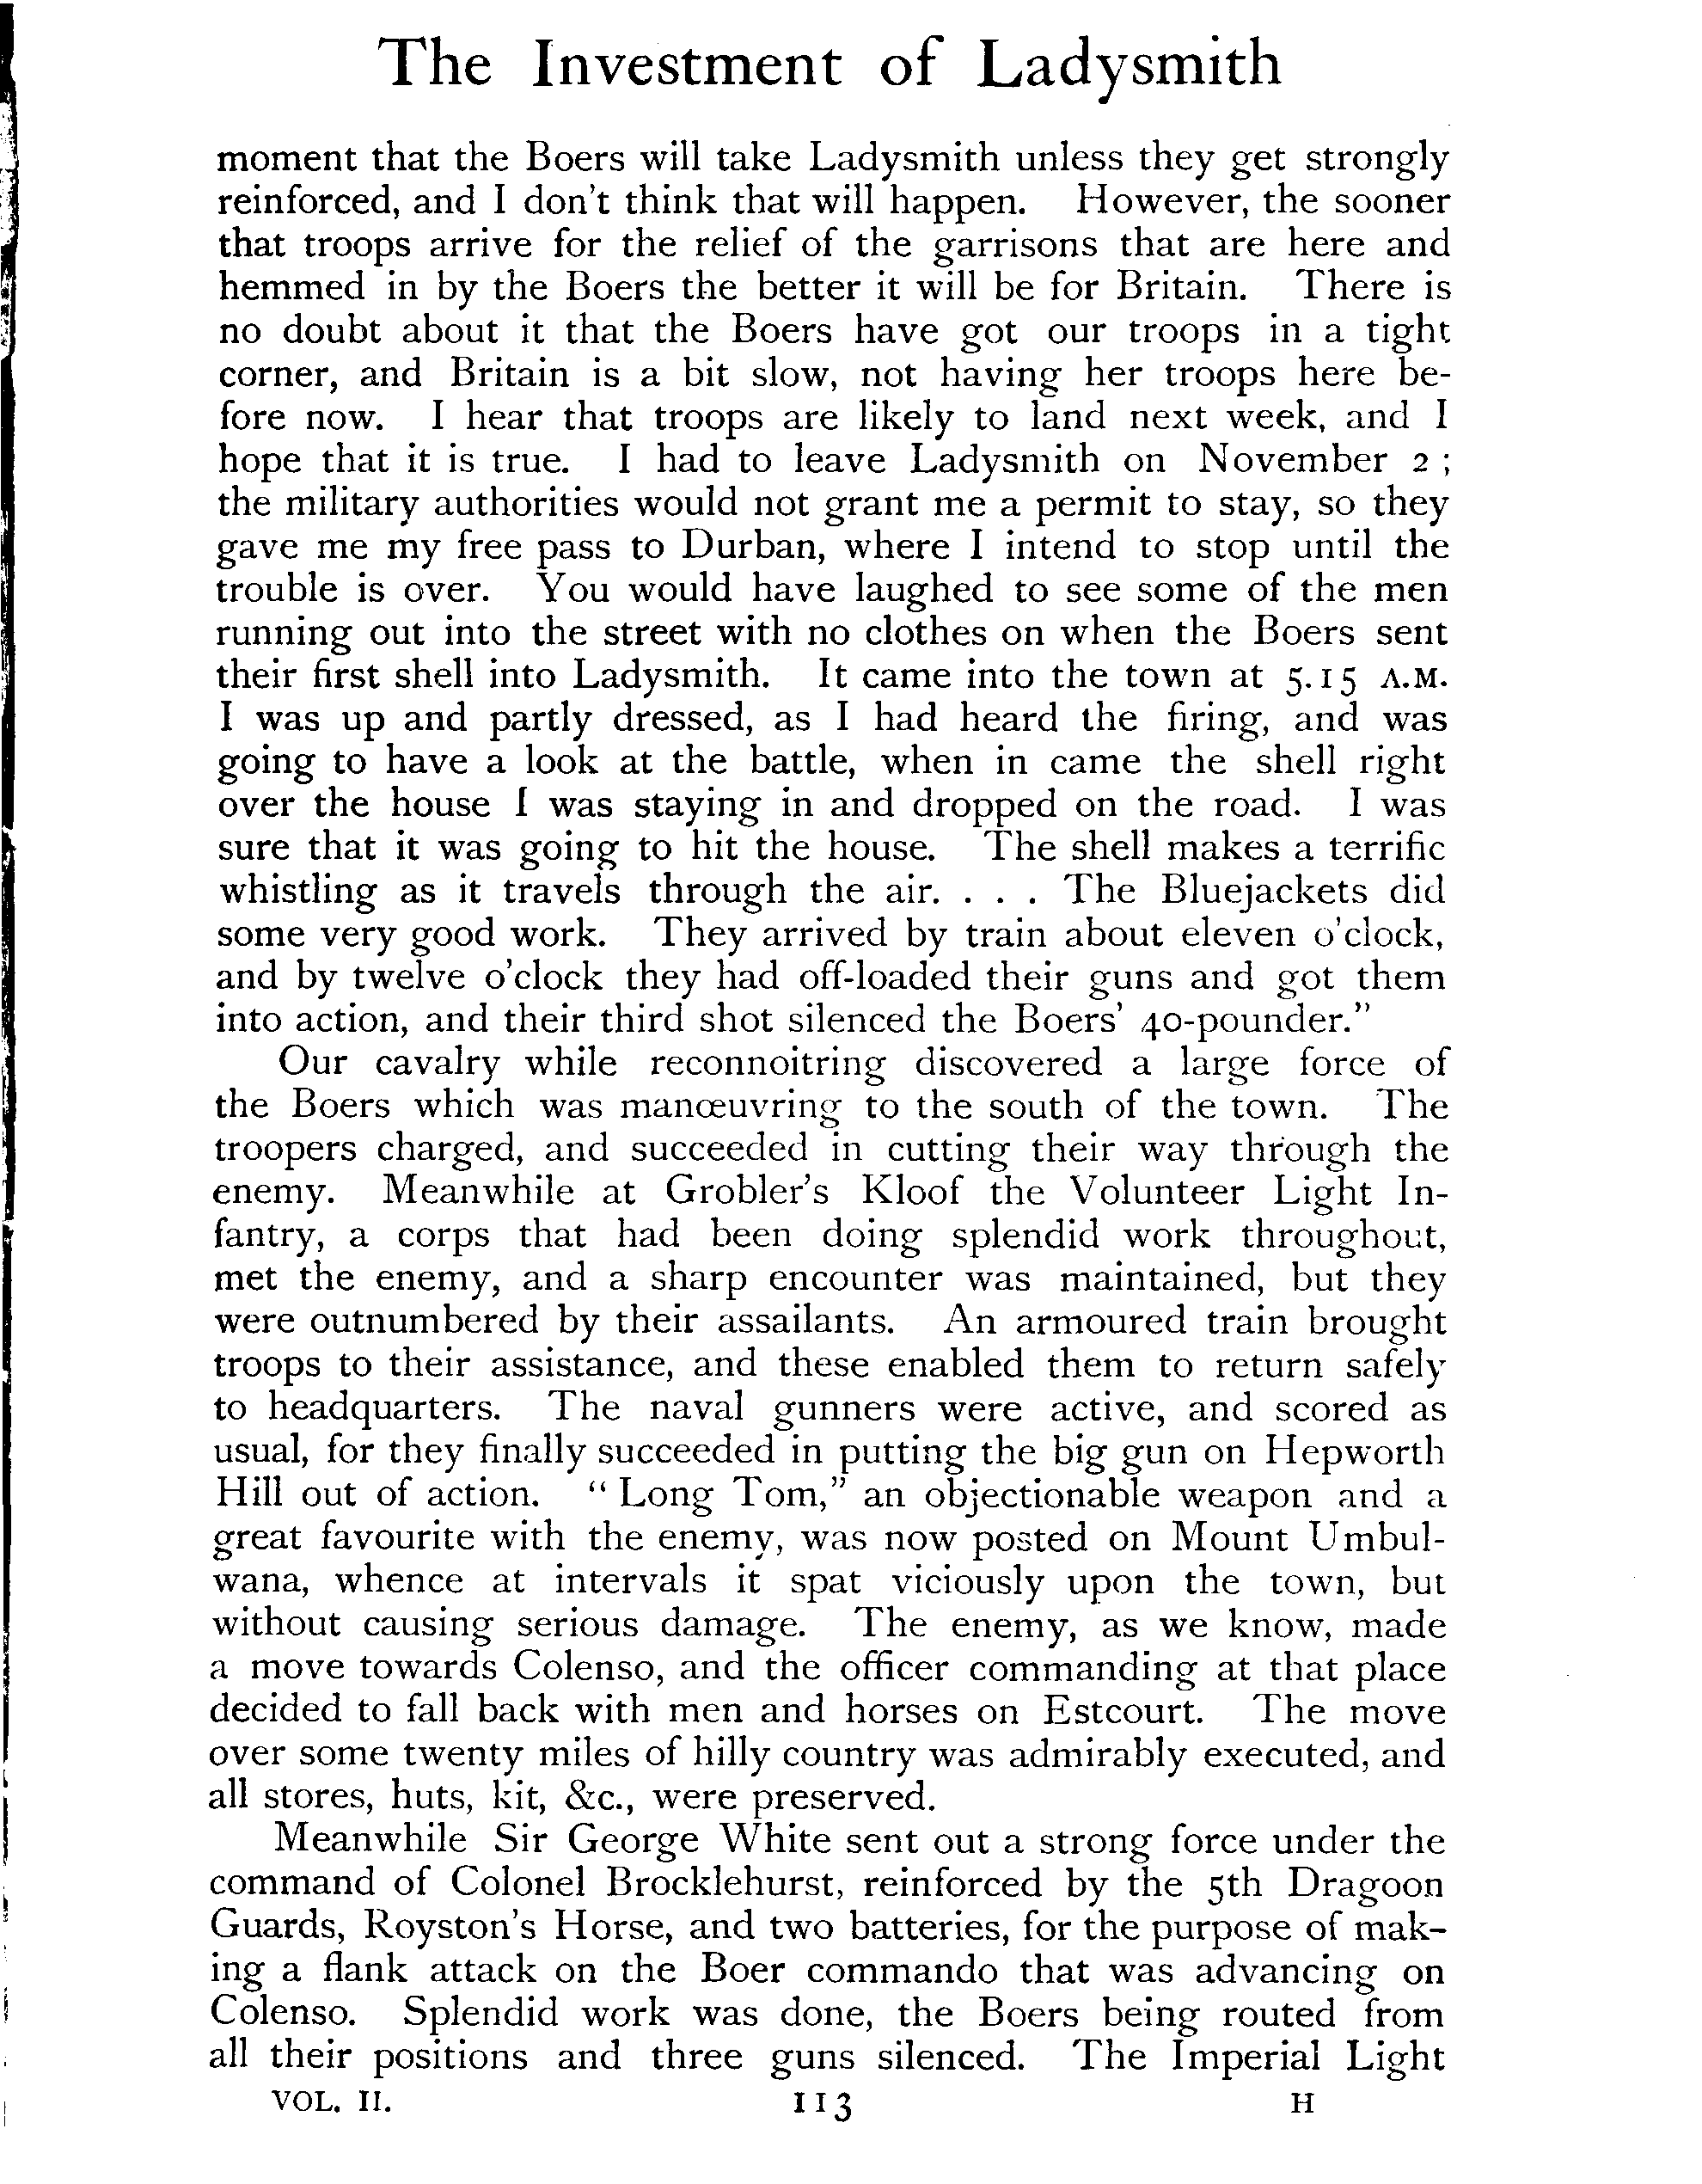 The Investment of Ladysmith
moment that the Boers will take Ladysmith unless they get strongly
reinforced, and I don't think that will happen. However, the sooner
that troops arrive for the relief of the garrisons that are here and
hemmed in by the Boers the better it will be for Britain. There is
no doubt about it that the Boers have got our troops in a tight
corner, and Britain is a bit slow, not having her troops here be-
fore now. I hear that troops are likely to land next week, and I
hope that it is true. I had to leave Ladysmith on November 2;
the military authorities would not grant me a permit to stay, so they
gave me my free pass to Durban, where I intend to stop until the
trouble is over. You would have laughed to see some of the men
running out into the street with no clothes on when the Boers sent
their first shell into Ladysmith. It came into the town at 5.15 A.M.
I was up and partly dressed, as I had heard the firing, and was
going to have a look at the battle, when in came the shell right
over the house I was staying in and dropped on the road. I was
sure that it was going to hit the house. The shell makes a terrific
whistling as it travels through the air. . . . The Bluejackets did
some very good work. They arrived by train about eleven o'clock,
and by twelve o'clock they had off-loaded their guns and got them
into action, and their third shot silenced the Boers' 40-pounder."
Our cavalry while reconnoitring discovered a large force of
the Boers which was manœuvring to the south of the town. The
troopers charged, and succeeded in cutting their way through the
enemy. Meanwhile at Grobler's Kloof the Volunteer Light In-
fantry, a corps that had been doing splendid work throughout,
met the enemy, and a sharp encounter was maintained, but they
were outnumbered by their assailants. An armoured train brought
troops to their assistance, and these enabled them to return safely
to headquarters. The naval gunners were active, and scored as
usual, for they finally succeeded in putting the big gun on Hepworth
Hill out of action. "Long Tom," an objectionable weapon and a
great favourite with the enemy, was now posted on Mount Umbul-
wana, whence at intervals it spat viciously upon the town, but
without causing serious damage. The enemy, as we know, made
a move towards Colenso, and the officer commanding at that place
decided to fall back with men and horses on Estcourt. The move
over some twenty miles of hilly country was admirably executed, and
all stores, huts, kit, &c., were preserved.
Meanwhile Sir George White sent out a strong force under the
command of Colonel Brocklehurst, reinforced by the 5th Dragoon
Guards, Royston's Horse, and two batteries, for the purpose of mak-
ing a flank attack on the Boer commando that was advancing on
Colenso. Splendid work was done, the Boers being routed from
all their positions and three guns silenced. The Imperial Light
VOL. II. 113 H